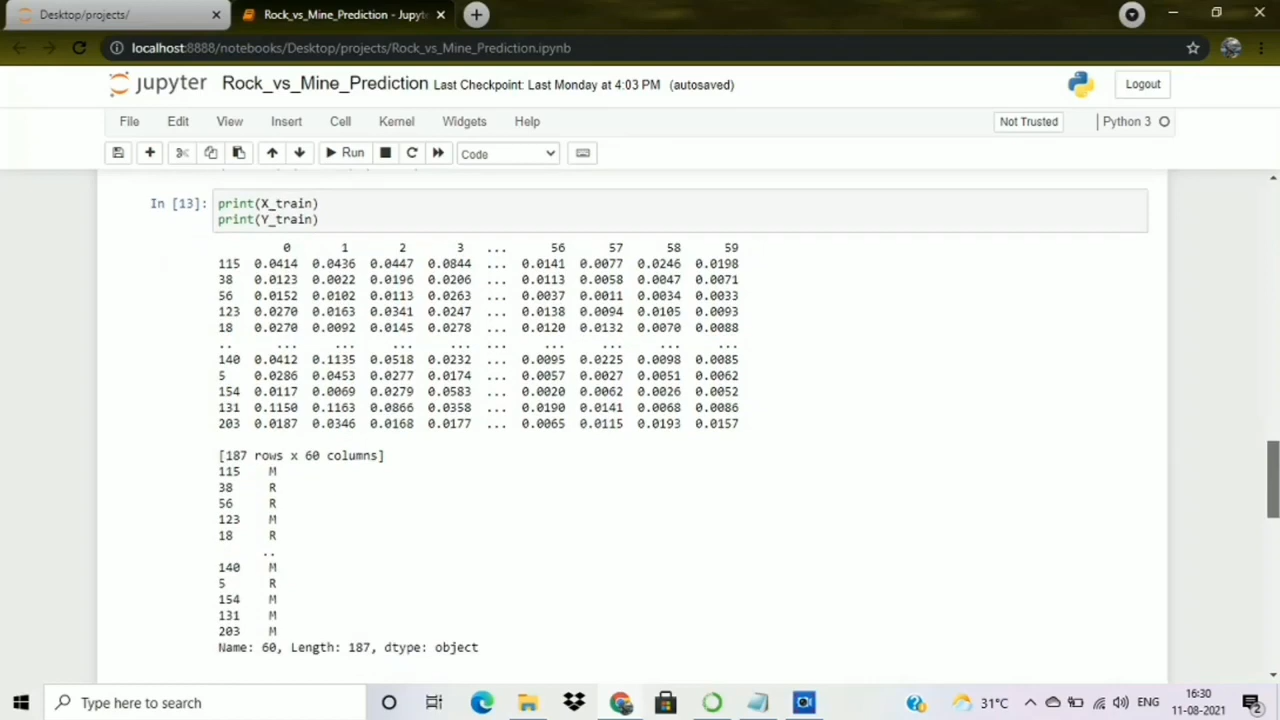 Desktop/projects/
Rock_vs_Mine_Prediction - Jupyt
localhost:8888/notebooks/Desktop/projects/Rock_vs_Mine_Prediction.ipynb
jupyter Rock_vs_Mine_Prediction Last Checkpoint: Last Monday at 4:03 PM (autosaved)
Logout
File Edit View Insert Cell Kernel Widgets Help
Not Trusted Python 3
Run Code
In [13]: print(X_train)
print(Y_train)
0 1 2 3 ... 56 57 58 59
115 0.0414 0.0436 0.0447 0.0844 ... 0.0141 0.0077 0.0246 0.0198
38 0.0123 0.0022 0.0196 0.0206 ... 0.0113 0.0058 0.0047 0.0071
56 0.0152 0.0102 0.0113 0.0263 ... 0.0037 0.0011 0.0034 0.0033
123 0.0270 0.0163 0.0341 0.0247 ... 0.0138 0.0094 0.0105 0.0093
18 0.0270 0.0092 0.0145 0.0278 ... 0.0120 0.0132 0.0070 0.0088
.. ... ... ... ... ... ... ... ... ...
140 0.0412 0.1135 0.0518 0.0232 ... 0.0095 0.0225 0.0098 0.0085
5 0.0286 0.0453 0.0277 0.0174 ... 0.0057 0.0027 0.0051 0.0062
154 0.0117 0.0069 0.0279 0.0583 ... 0.0020 0.0062 0.0026 0.0052
131 0.1150 0.1163 0.0866 0.0358 ... 0.0190 0.0141 0.0068 0.0086
203 0.0187 0.0346 0.0168 0.0177 ... 0.0065 0.0115 0.0193 0.0157
[187 rows x 60 columns]
115 M
38 R
56 R
123 M
18 R
..
140 M
5 R
154 M
131 M
203 M
Name: 60, Length: 187, dtype: object
Type here to search
31°C
ENG
16:30
11-08-2021
2